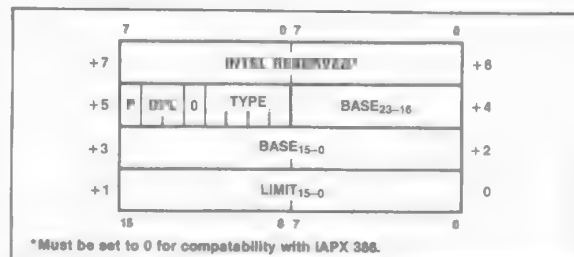 7 0 7 0
+7 INTEL RESERVED* +6
+5 P DPL 0 TYPE BASE23–16 +4
+3 BASE15–0 +2
+1 LIMIT15–0 0
15 8 7 0
*Must be set to 0 for compatability with iAPX 386.